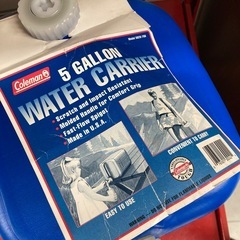 Coleman
5 GALLON
WATER CARRIER
• Scratch and Impact Resistant
• Molded Handle for Comfort Grip
• Fast-Flow Spigot
• Made in U.S.A.
EASY TO USE
CONVENIENT TO CARRY